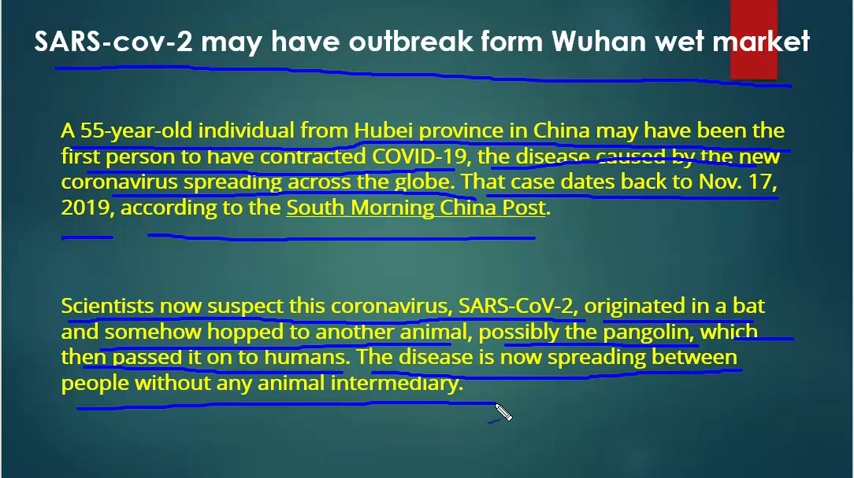 SARS-cov-2 may have outbreak form Wuhan wet market
A 55-year-old individual from Hubei province in China may have been the
first person to have contracted COVID-19, the disease caused by the new
coronavirus spreading across the globe. That case dates back to Nov. 17,
2019, according to the South Morning China Post.
Scientists now suspect this coronavirus, SARS-CoV-2, originated in a bat
and somehow hopped to another animal, possibly the pangolin, which
then passed it on to humans. The disease is now spreading between
people without any animal intermediary.